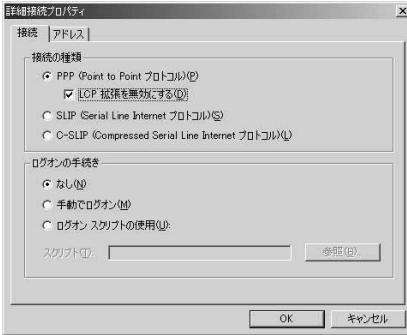 詳細接続プロパティ
接続 アドレス
接続の種類
PPP (Point to Point プロトコル)(P)
LCP 拡張を無効にする(D)
SLIP (Serial Line Internet プロトコル)(S)
C-SLIP (Compressed Serial Line Internet プロトコル)(L)
ログオンの手続き
なし(N)
手動でログオン(M)
ログオン スクリプトの使用(U):
スクリプト(T): 参照(B)...
OK キャンセル